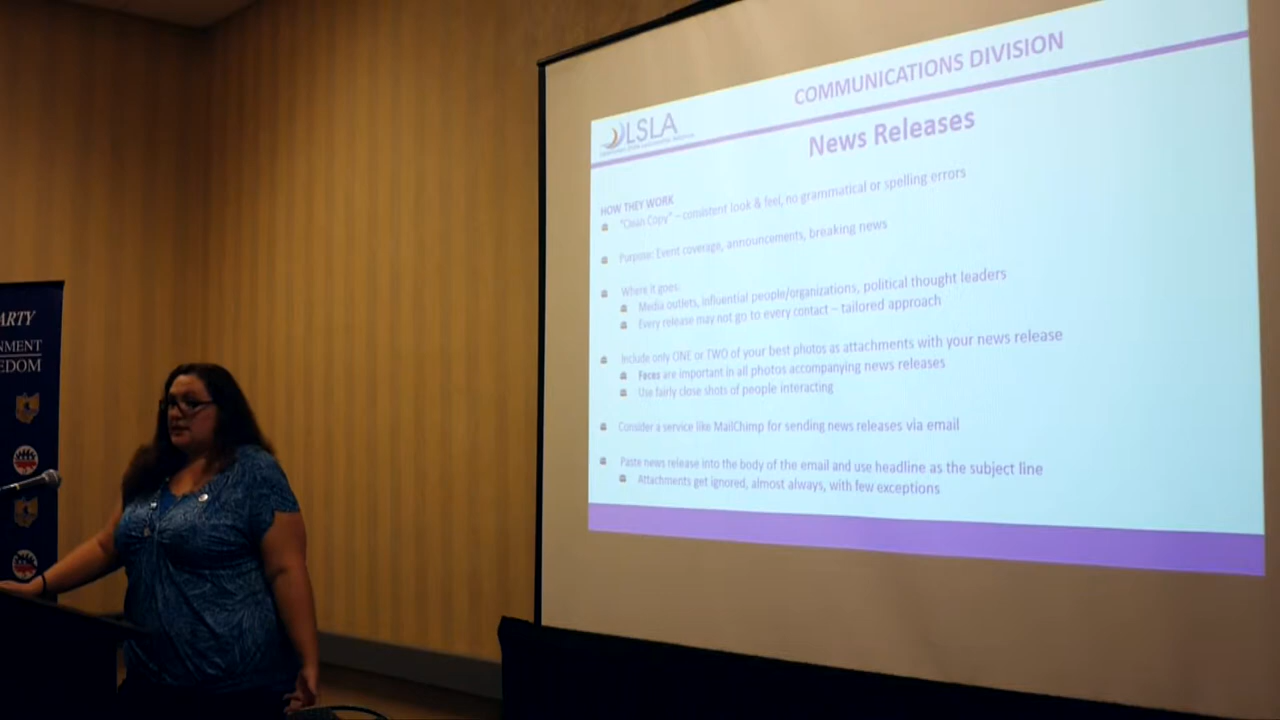 COMMUNICATIONS DIVISION
LSLA
News Releases
HOW THEY WORK
"Clean Copy" – consistent look & feel, no grammatical or spelling errors
Purpose: Event coverage, announcements, breaking news
Where it goes:
Media outlets, influential people/organizations, political thought leaders
Every release may not go to every contact – tailored approach
Include only ONE or TWO of your best photos as attachments with your news release
Faces are important in all photos accompanying news releases
Use fairly close shots of people interacting
Consider a service like MailChimp for sending news releases via email
Paste news release into the body of the email and use headline as the subject line
Attachments get ignored, almost always, with few exceptions
ARTY
NMENT
EDOM